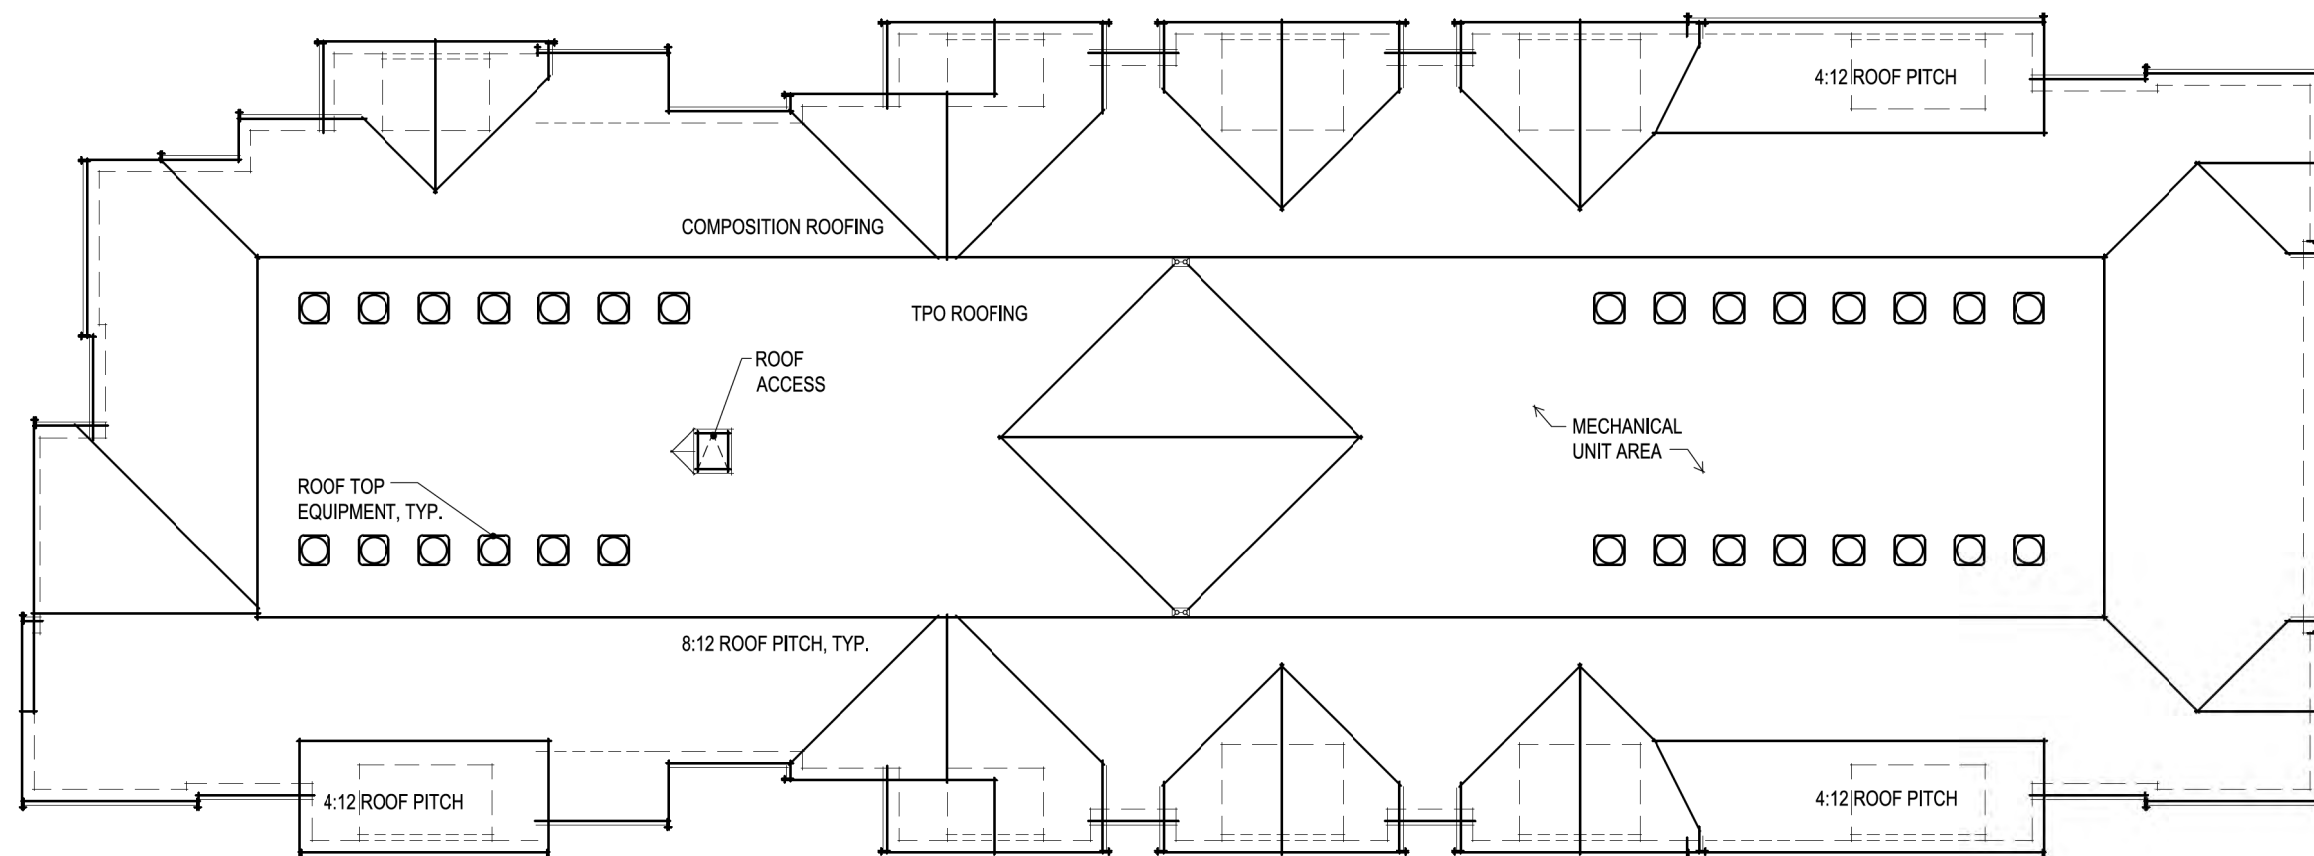 4:12 ROOF PITCH
COMPOSITION ROOFING
TPO ROOFING
ROOF
ACCESS
MECHANICAL
UNIT AREA
ROOF TOP
EQUIPMENT, TYP.
8:12 ROOF PITCH, TYP.
4:12 ROOF PITCH
4:12 ROOF PITCH